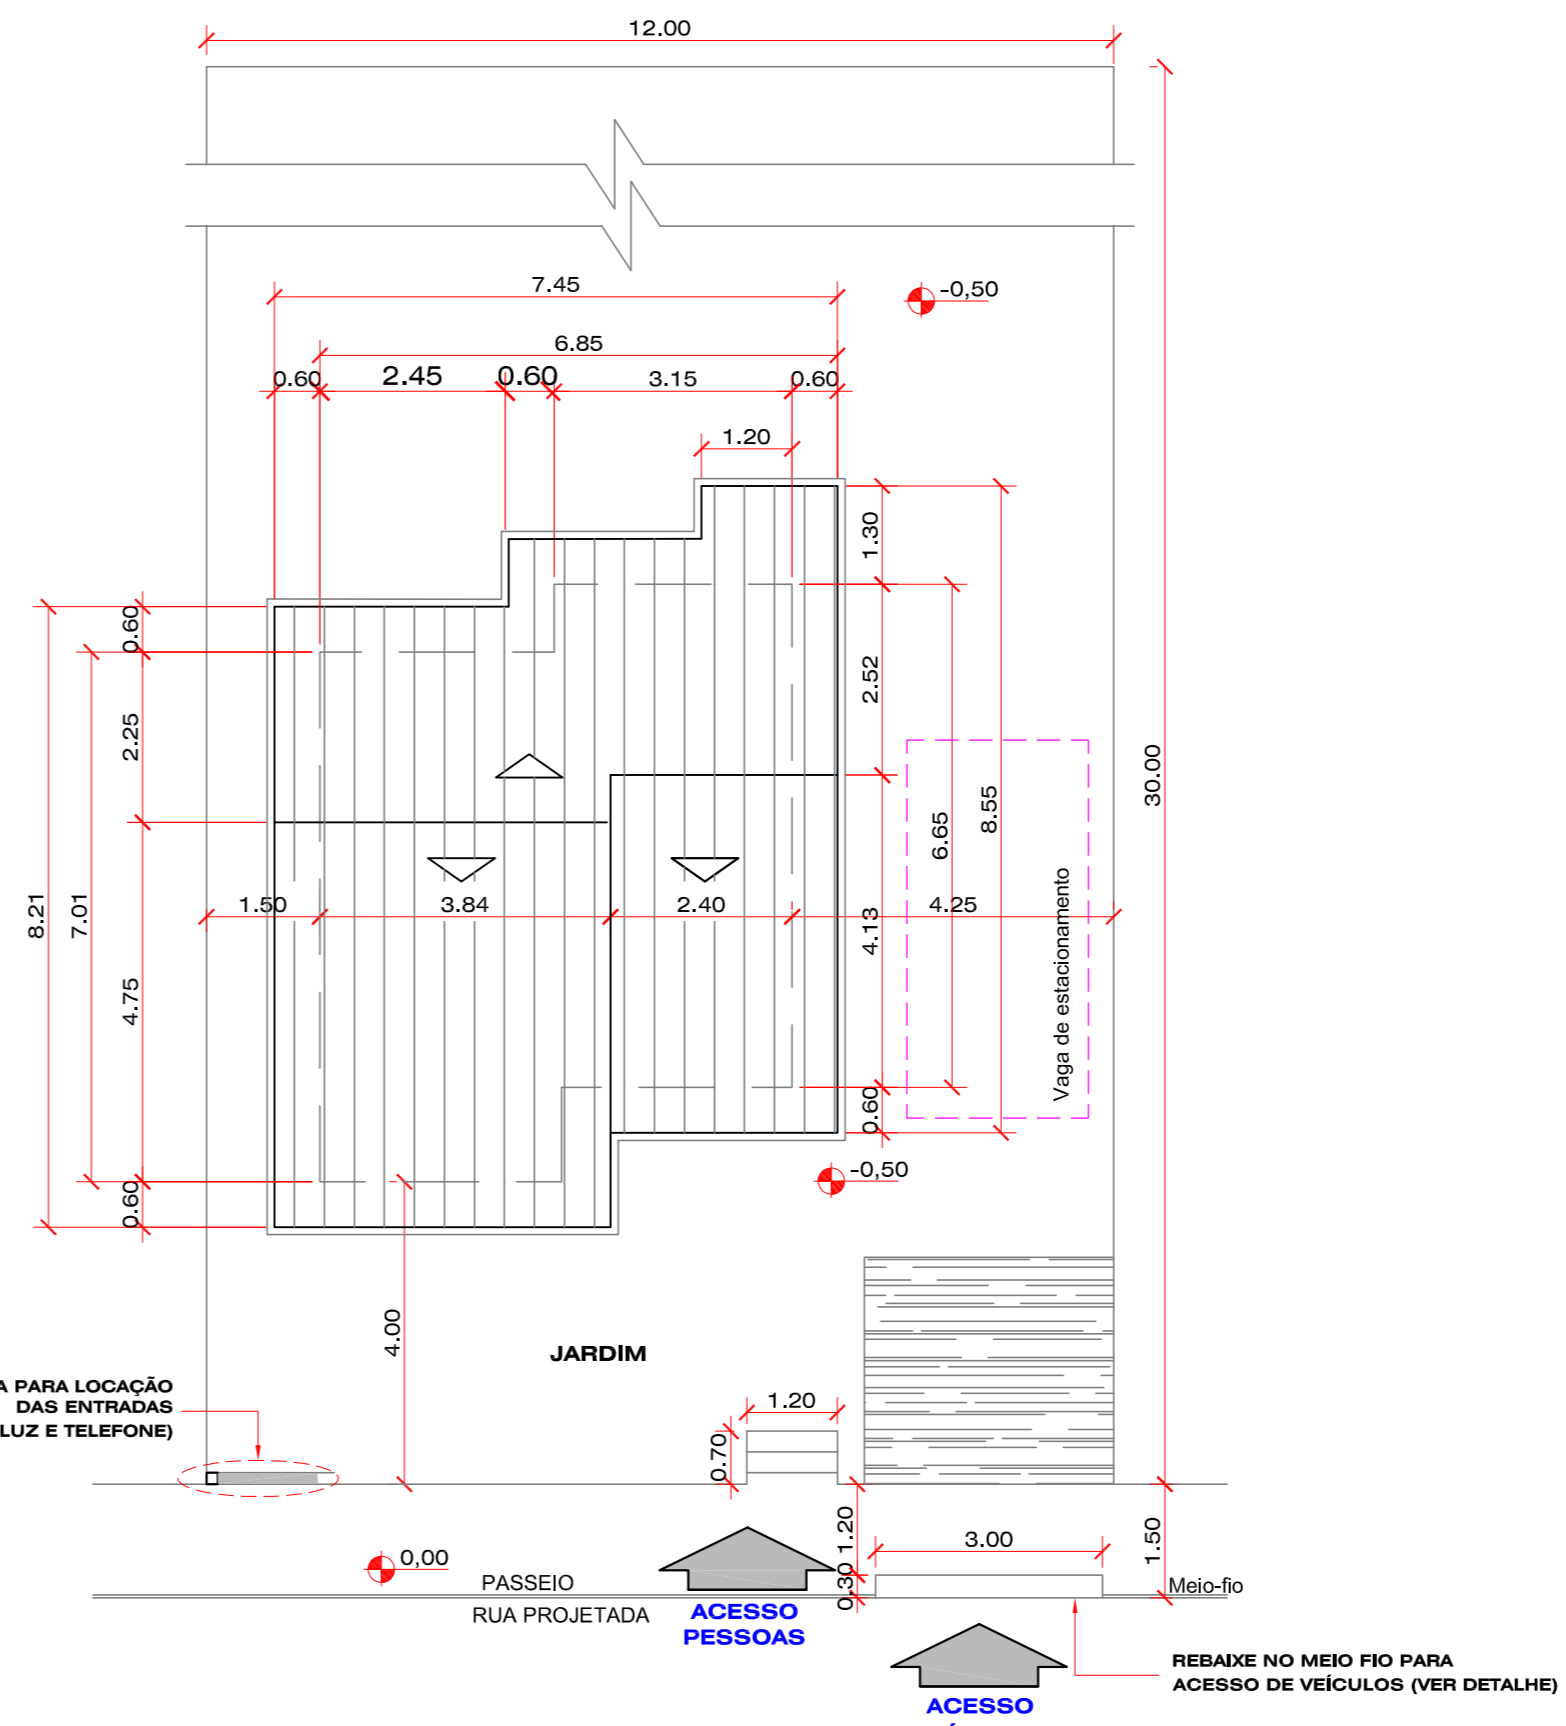 12.00
7.45
-0,50
6.85
0.60
2.45
0.60
3.15
0.60
1.20
1.30
0.60
2.52
2.25
30.00
8.55
6.65
Vaga de estacionamento
8.21
7.01
1.50
3.84
2.40
4.13
4.25
4.75
0.60
-0,50
0.60
4.00
JARDIM
PARA LOCAÇÃO
DAS ENTRADAS
LUZ E TELEFONE)
1.20
0.70
1.20
3.00
1.50
0,00
PASSEIO
0.30
Meio-fio
RUA PROJETADA
ACESSO
PESSOAS
REBAIXE NO MEIO FIO PARA
ACESSO DE VEÍCULOS (VER DETALHE)
ACESSO